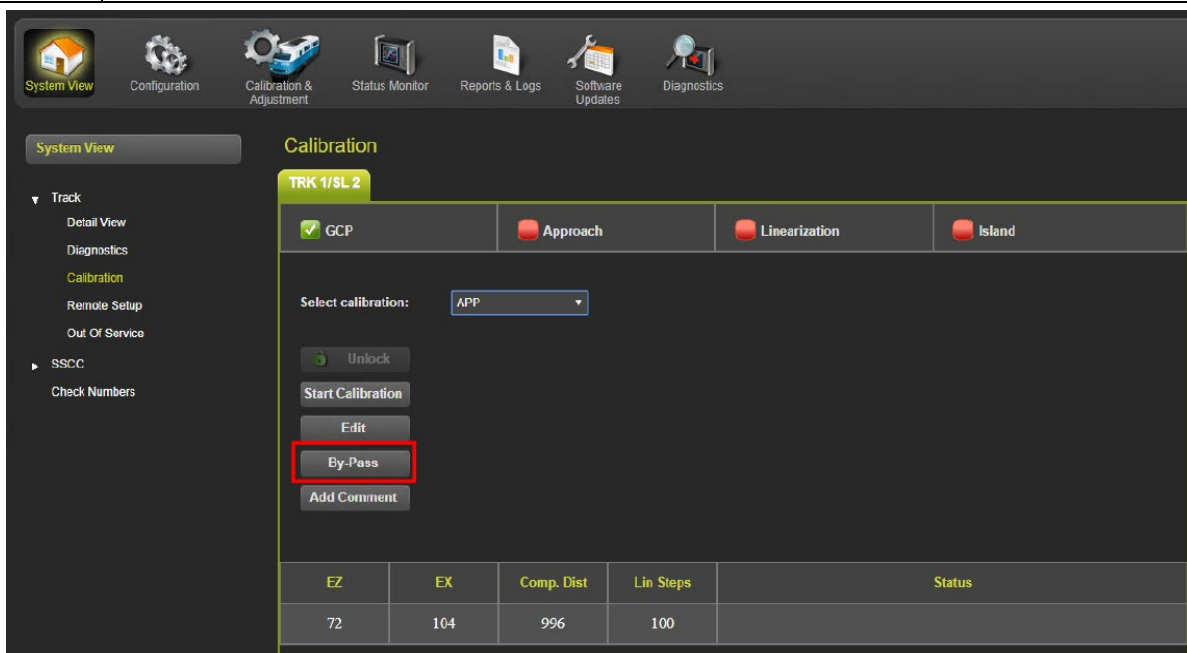 System View
Configuration
Calibration &
Adjustment
Status Monitor
Reports & Logs
Software
Updates
Diagnostics
System View
Track
Detail View
Diagnostics
Calibration
Remote Setup
Out Of Service
SSCC
Check Numbers
Calibration
TRK 1/SL 2
GCP
Approach
Linearization
Island
Select calibration:
APP
Unlock
Start Calibration
Edit
By-Pass
Add Comment
EZ
EX
Comp. Dist
Lin Steps
Status
72
104
996
100